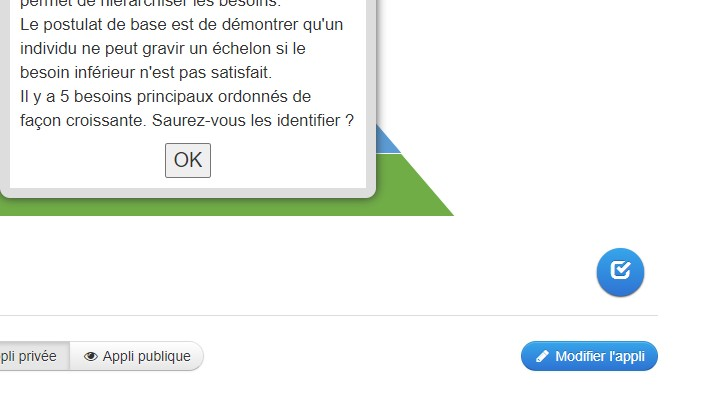 permet de hiérarchiser les besoins.
Le postulat de base est de démontrer qu'un
individu ne peut gravir un échelon si le
besoin inférieur n'est pas satisfait.
Il y a 5 besoins principaux ordonnés de
façon croissante. Saurez-vous les identifier ?
OK
pli privée
Appli publique
Modifier l'appli